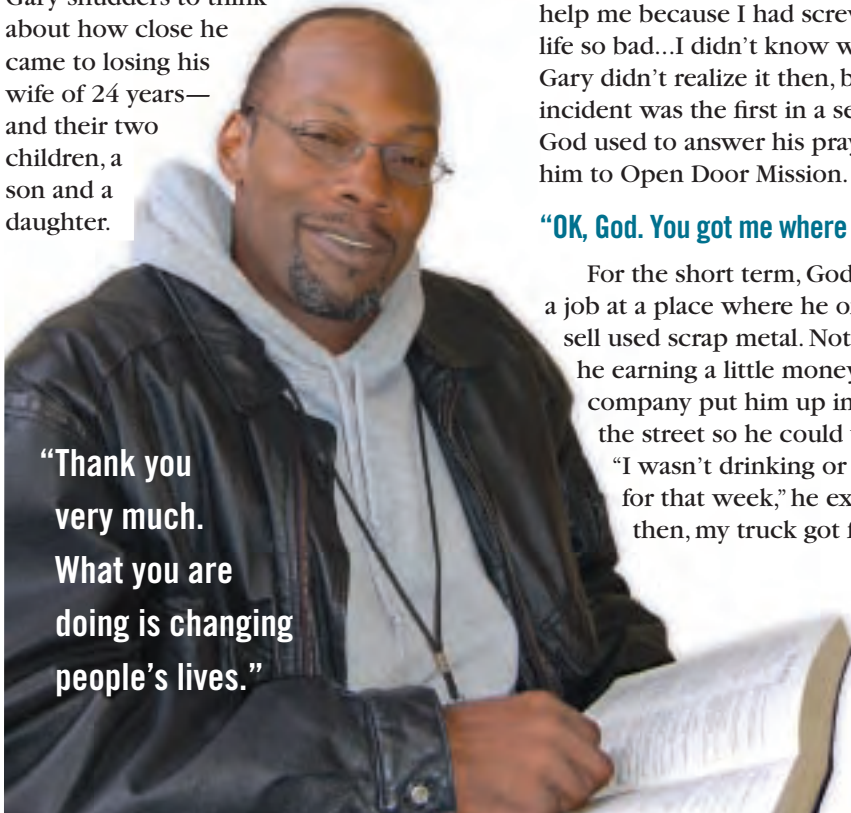 Gary shudders to think
about how close he
came to losing his
wife of 24 years—
and their two
children, a
son and a
daughter.
“Thank you
very much.
What you are
doing is changing
people’s lives.”
help me because I had screw
life so bad...I didn’t know w
Gary didn’t realize it then, b
incident was the first in a se
God used to answer his pray
him to Open Door Mission.
“OK, God. You got me where
For the short term, God
a job at a place where he o
sell used scrap metal. Not
he earning a little money
company put him up in
the street so he could
“I wasn’t drinking or
for that week,” he ex
then, my truck got f